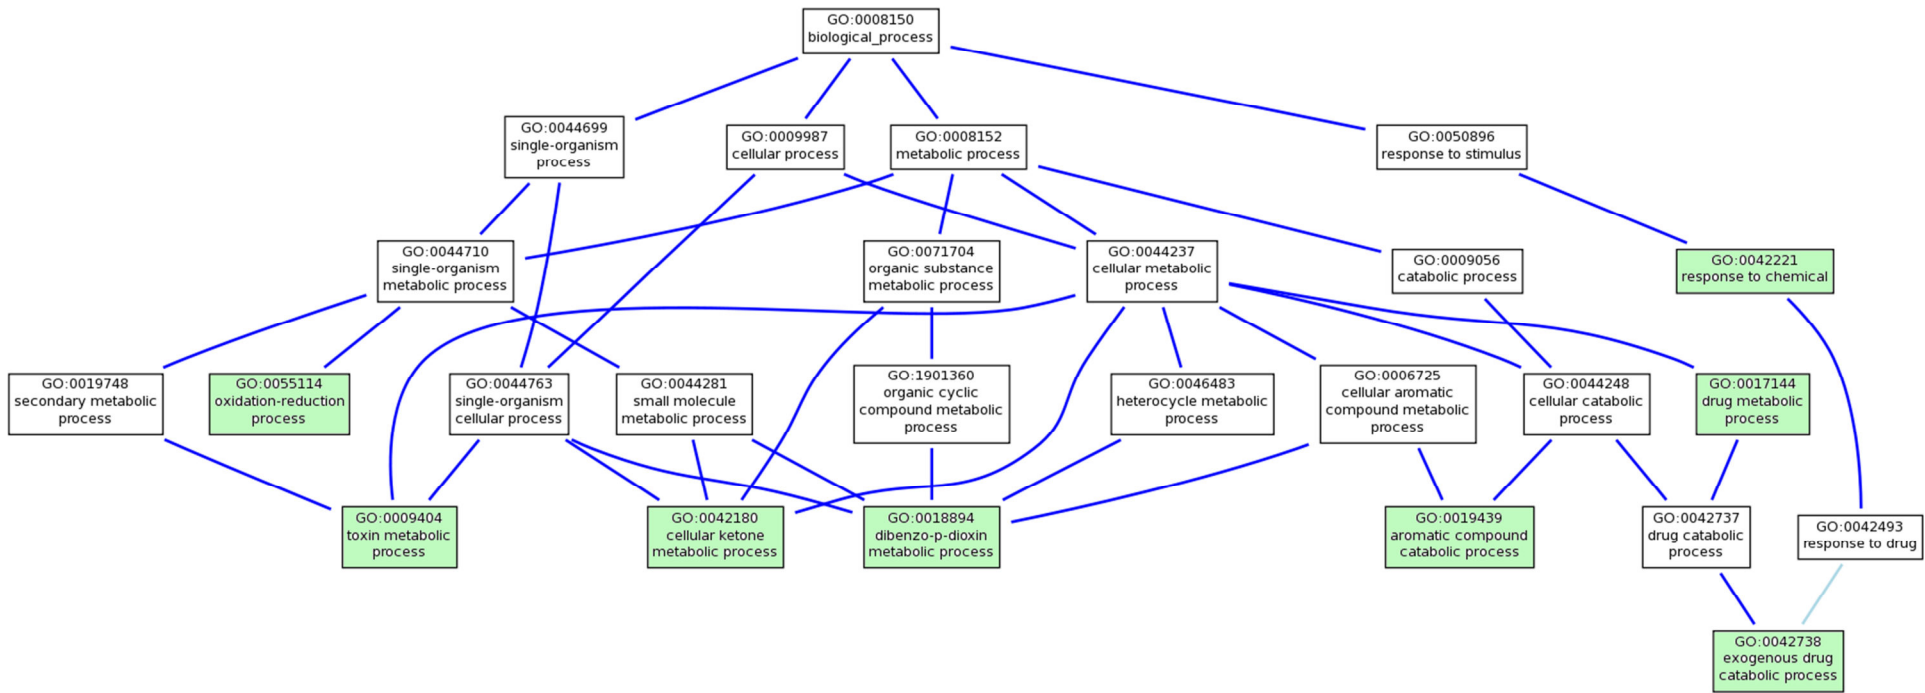 GO:0008150
biological_process
GO:0044699
single-organism
process
GO:0009987
cellular process
GO:0008152
metabolic process
GO:0050896
response to stimulus
GO:0044710
single-organism
metabolic process
GO:0071704
organic substance
metabolic process
GO:0044237
cellular metabolic
process
GO:0009056
catabolic process
GO:0042221
response to chemical
GO:0019748
secondary metabolic
process
GO:0055114
oxidation-reduction
process
GO:0044763
single-organism
cellular process
GO:0044281
small molecule
metabolic process
GO:1901360
organic cyclic
compound metabolic
process
GO:0046483
heterocycle metabolic
process
GO:0006725
cellular aromatic
compound metabolic
process
GO:0044248
cellular catabolic
process
GO:0017144
drug metabolic
process
GO:0009404
toxin metabolic
process
GO:0042180
cellular ketone
metabolic process
GO:0018894
dibenzo-p-dioxin
metabolic process
GO:0019439
aromatic compound
catabolic process
GO:0042737
drug catabolic
process
GO:0042493
response to drug
GO:0042738
exogenous drug
catabolic process